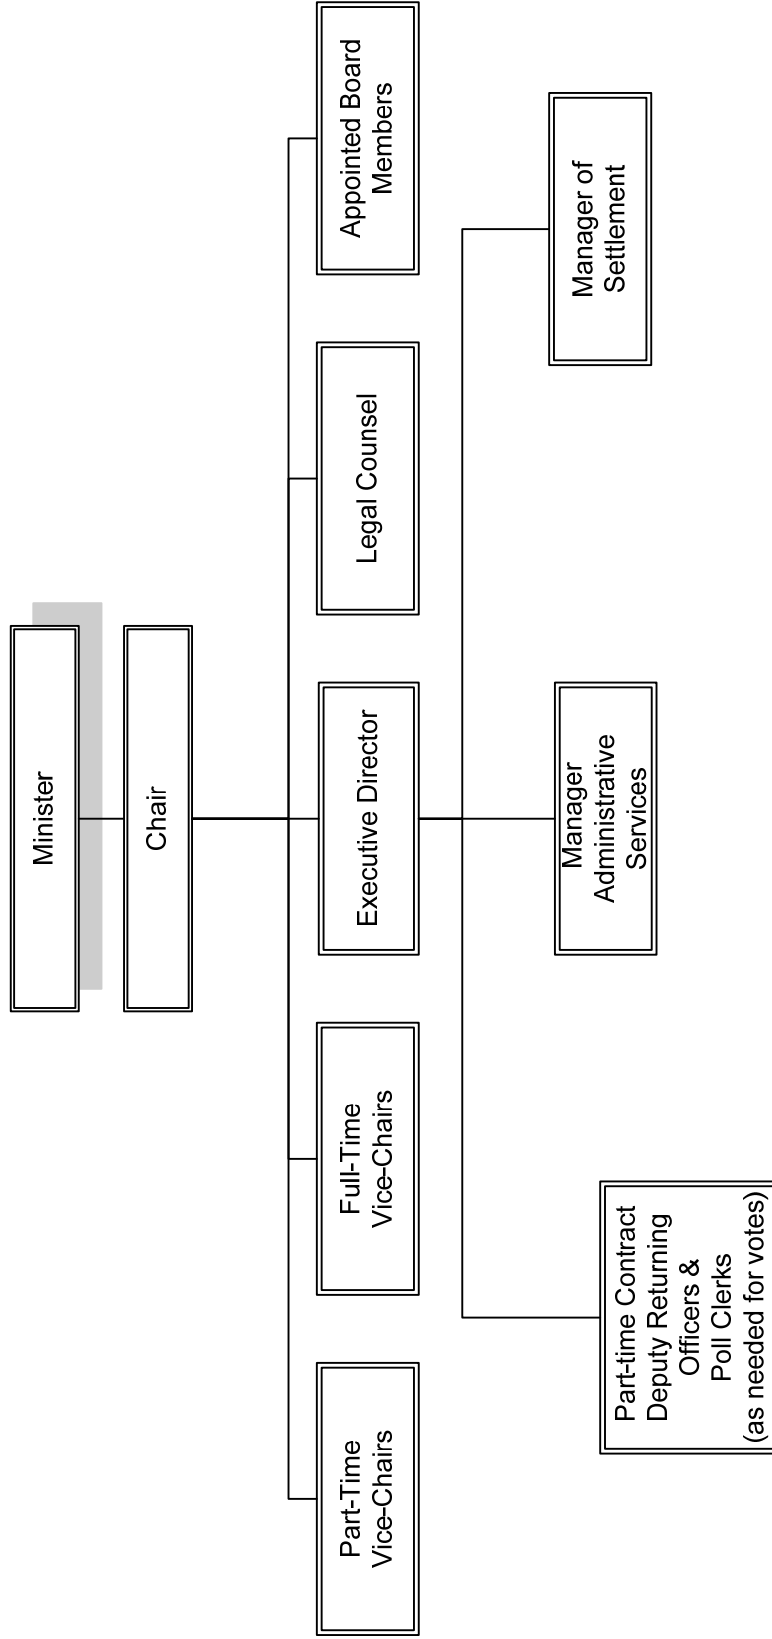 Minister
Chair
Part-Time
Vice-Chairs
Full-Time
Vice-Chairs
Executive Director
Legal Counsel
Appointed Board
Members
Part-time Contract
Deputy Returning
Officers &
Poll Clerks
(as needed for votes)
Manager
Administrative
Services
Manager of
Settlement